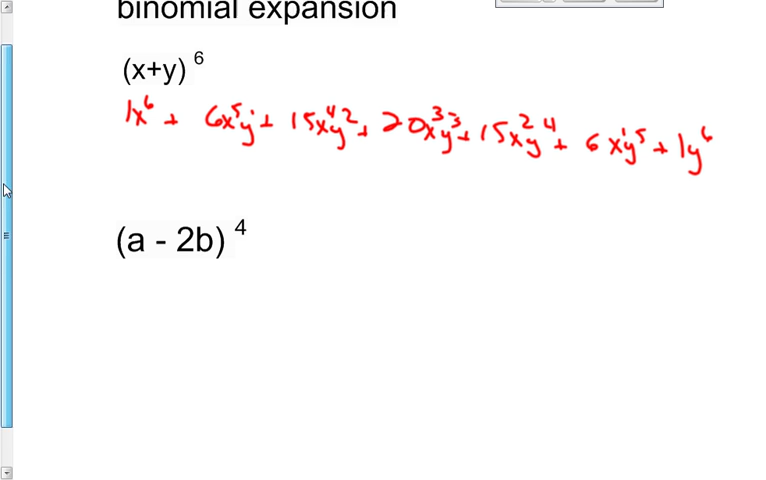 binomial expansion
(x+y)⁶
1x⁶ + 6x⁵y¹ + 15x⁴y² + 20x³y³ + 15x²y⁴ + 6x¹y⁵ + 1y⁶
(a - 2b)⁴